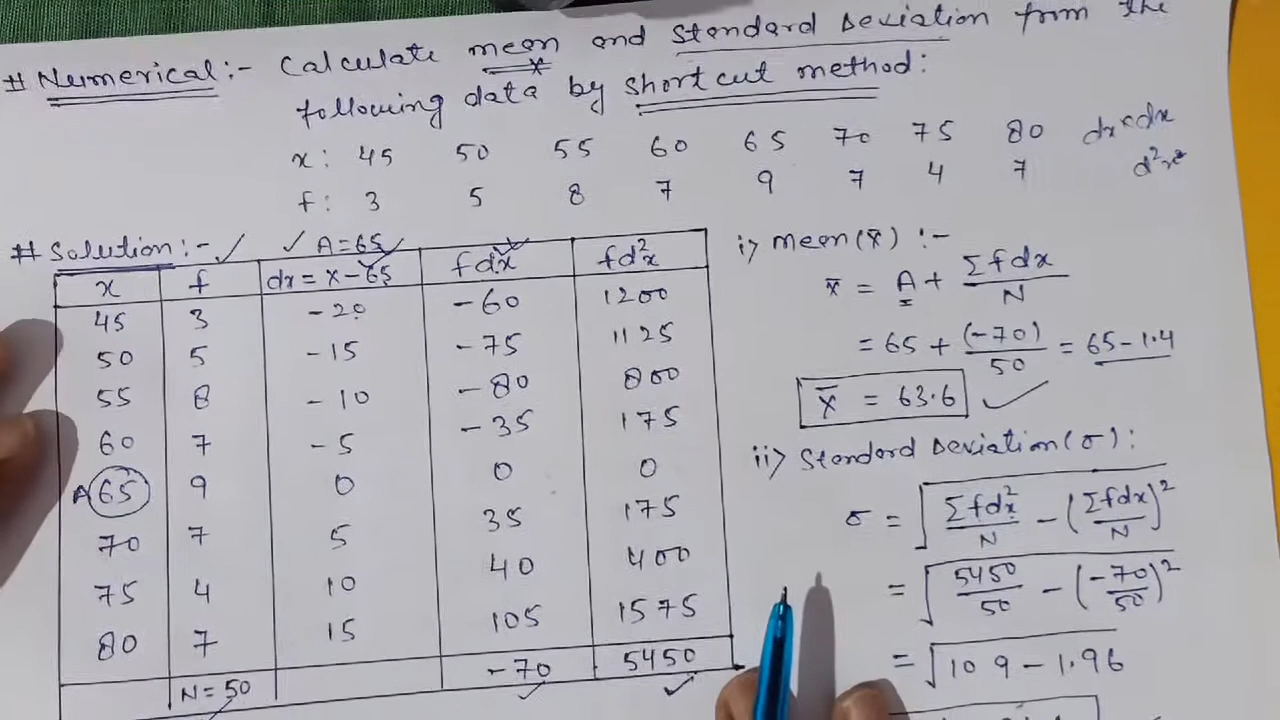 # Numerical:- Calculate mean and standard Deviation from the
following data by short cut method:
x: 45 50 55 60 65 70 75 80 dx×dx
f: 3 5 8 7 9 7 4 7 d²x
# Solution:- ✓ ✓ A=65
x f dx = x-65 fdx fd²x
45 3 -20 -60 1200
50 5 -15 -75 1125
55 8 -10 -80 800
60 7 -5 -35 175
A 65 9 0 0 0
70 7 5 35 175
75 4 10 40 400
80 7 15 105 1575
N=50 -70 5450
i) mean(x̄) :-
x̄ = A + Σfdx/N
= 65 + (-70)/50 = 65-1.4
x̄ = 63.6 ✓
ii) Standard Deviation(σ):
σ = √(Σfd²x/N - (Σfdx/N)²)
= √(5450/50 - (-70/50)²)
= √(109-1.96)